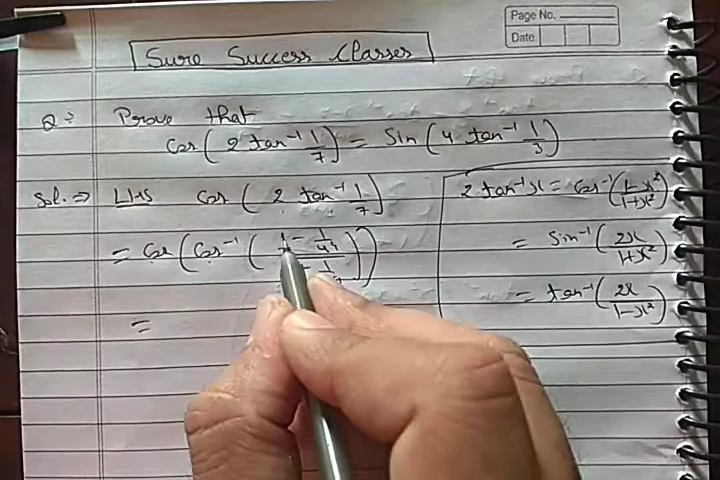 Page No.
Date
Sure Success Classes
Q⇒ Prove that
cos(2 tan⁻¹ 1/7) = sin(4 tan⁻¹ 1/3)
Sol.⇒ LHS cos(2 tan⁻¹ 1/7)
= cos(cos⁻¹(1 - 1/49
=
2 tan⁻¹x = cos⁻¹(1-x²/1+x²)
= sin⁻¹(2x/1+x²)
= tan⁻¹(2x/1-x²)